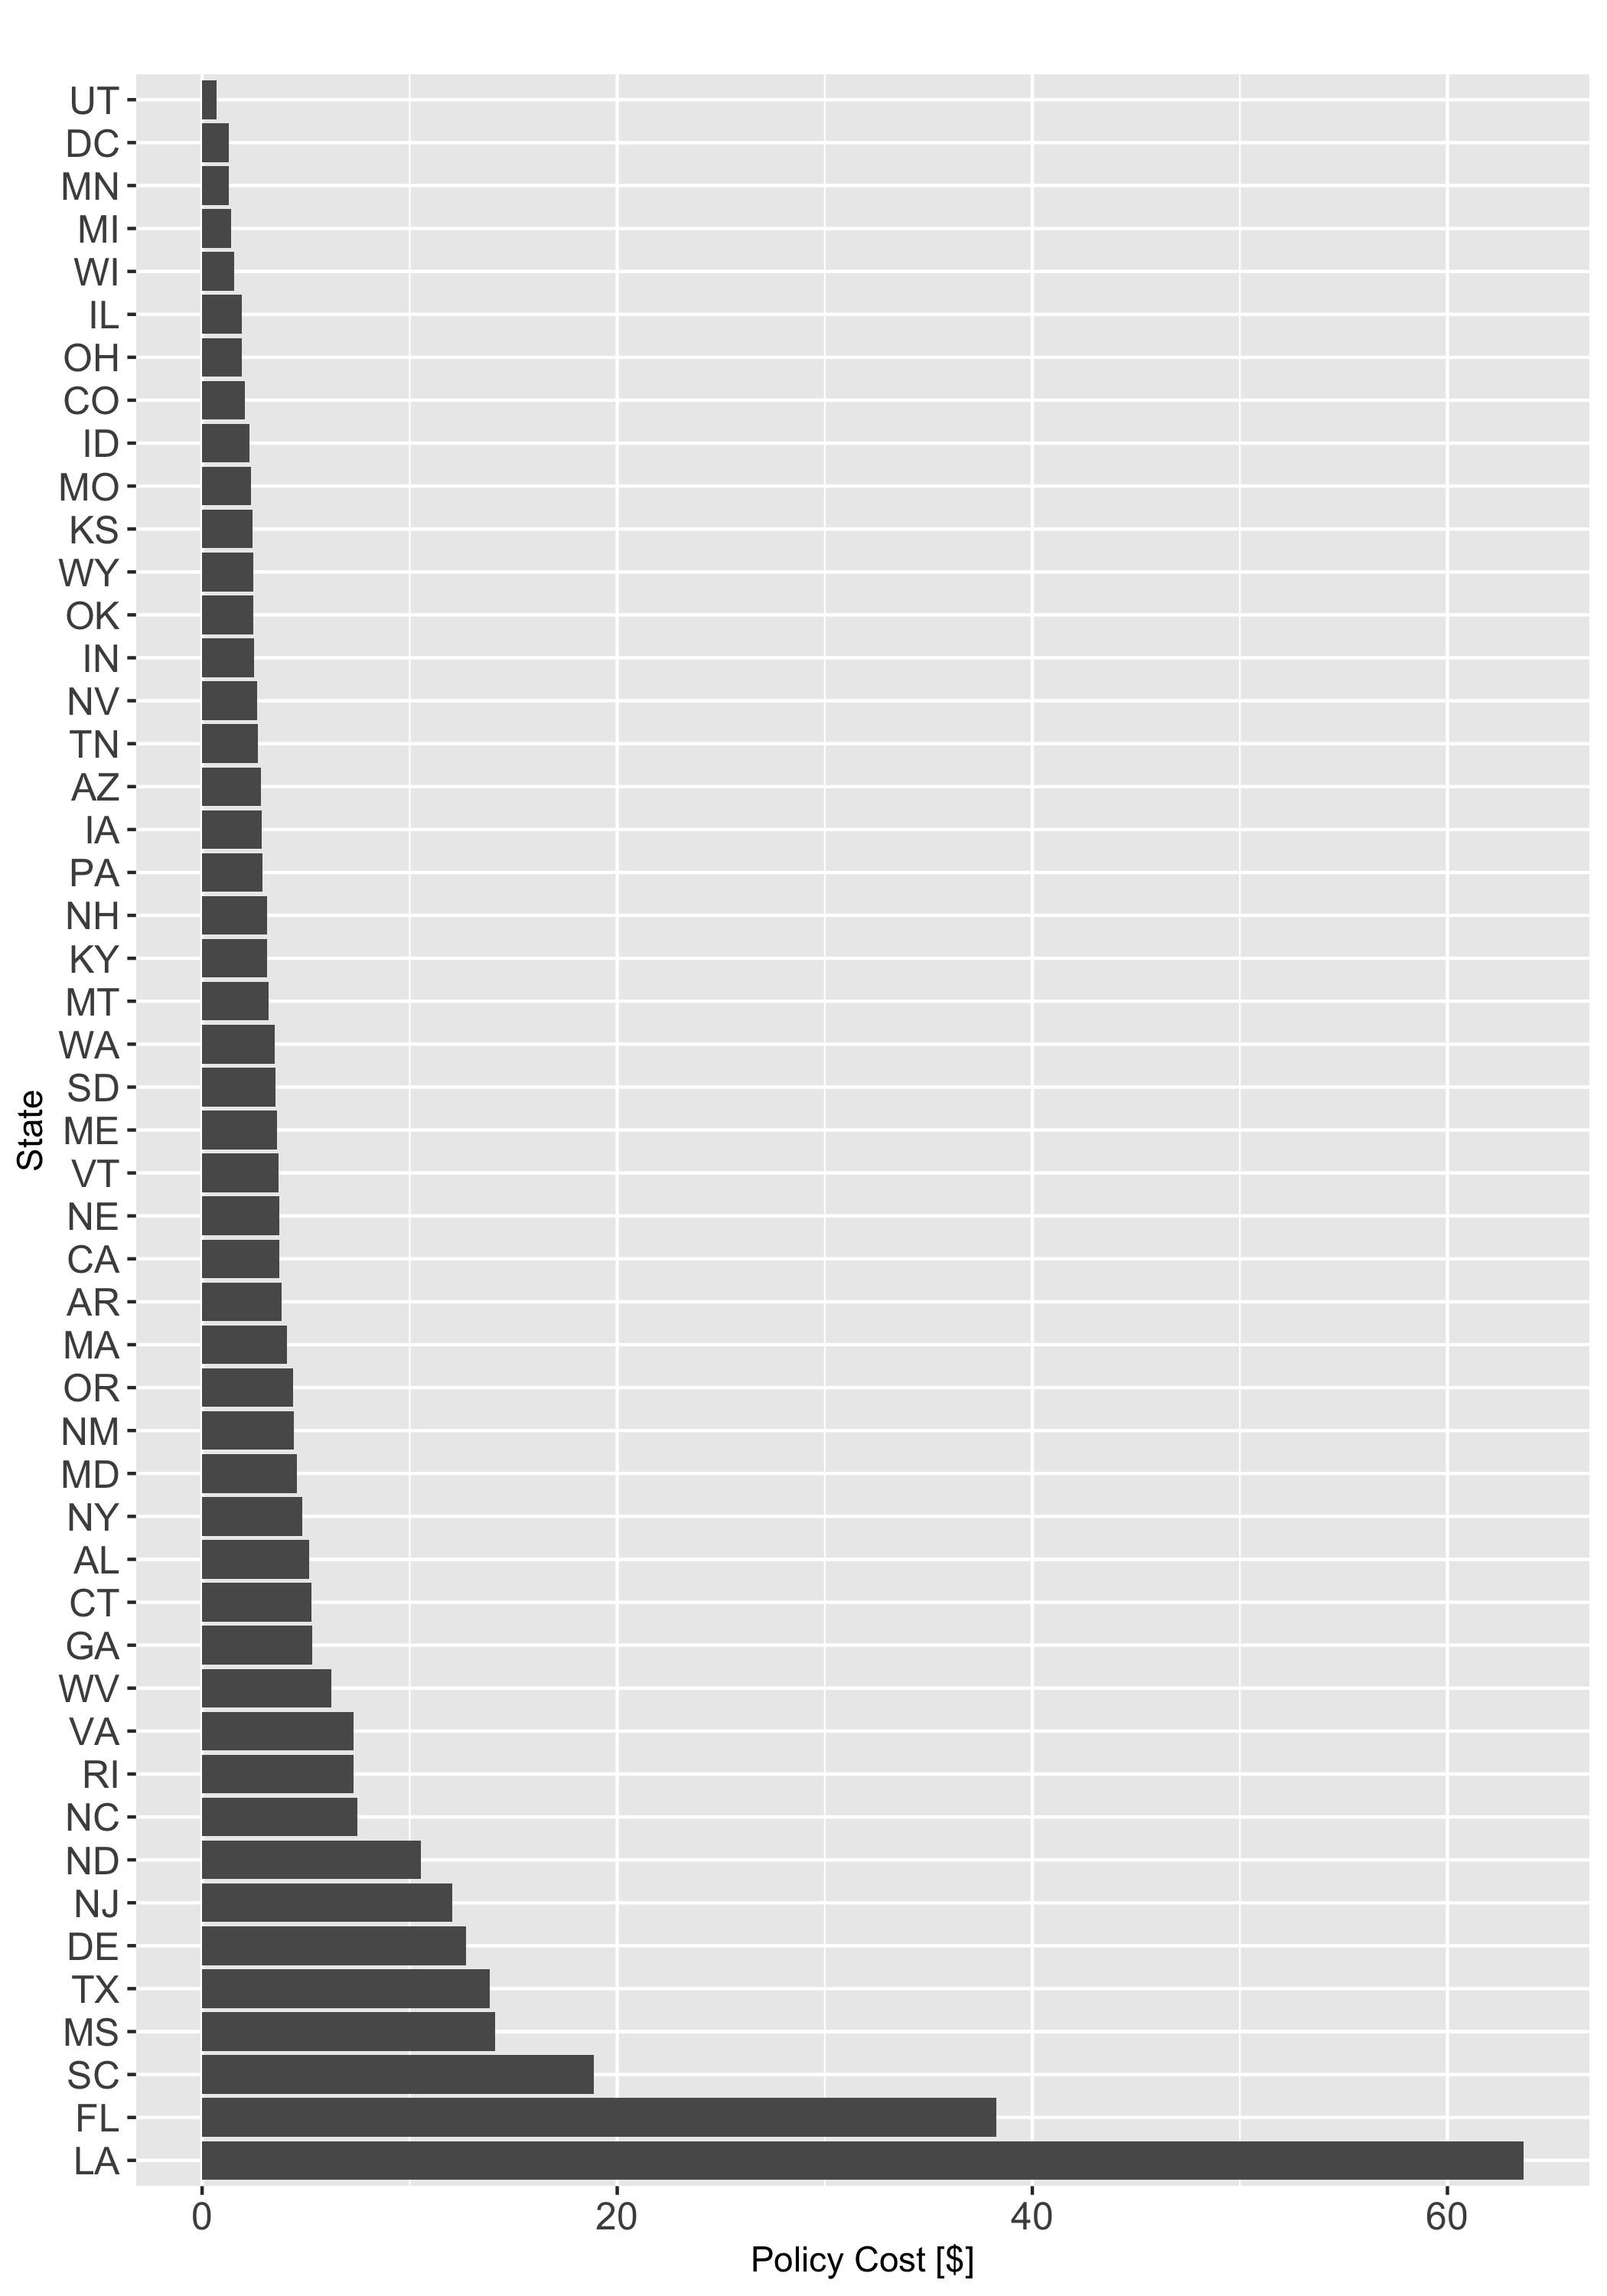 UT
DC
MN
MI
WI
IL
OH
CO
ID
MO
KS
WY
OK
IN
NV
TN
AZ
IA
PA
NH
KY
MT
WA
SD
ME
VT
NE
CA
AR
MA
OR
NM
MD
NY
AL
CT
GA
WV
VA
RI
NC
ND
NJ
DE
TX
MS
SC
FL
LA
State
0 20 40 60
Policy Cost [$]